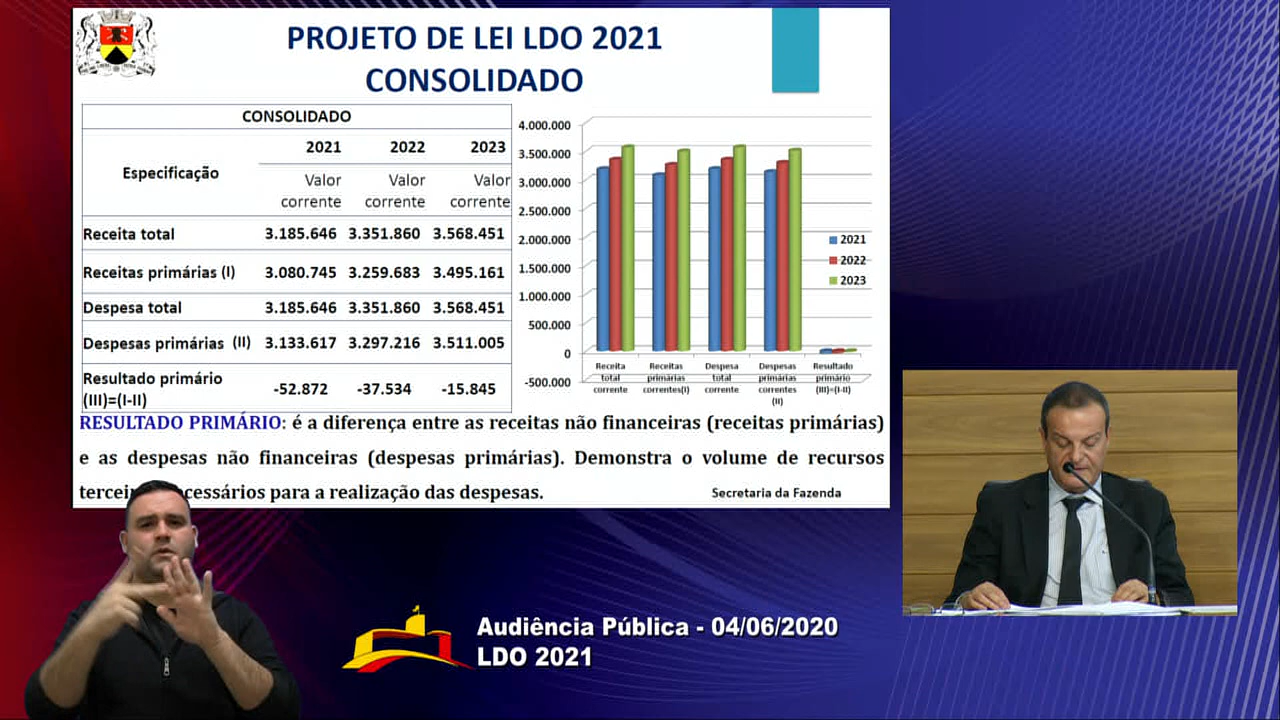 PROJETO DE LEI LDO 2021
CONSOLIDADO
CONSOLIDADO
Especificação 2021 2022 2023
Valor corrente Valor corrente Valor corrente
Receita total 3.185.646 3.351.860 3.568.451
Receitas primárias (I) 3.080.745 3.259.683 3.495.161
Despesa total 3.185.646 3.351.860 3.568.451
Despesas primárias (II) 3.133.617 3.297.216 3.511.005
Resultado primário
(III)=(I-II) -52.872 -37.534 -15.845
4.000.000
3.500.000
3.000.000
2.500.000
2.000.000
1.500.000
1.000.000
500.000
0
-500.000
2021
2022
2023
Receita total corrente
Receitas primárias correntes(I)
Despesa total corrente
Despesas primárias correntes (II)
Resultado primário (III)=(I-II)
RESULTADO PRIMÁRIO: é a diferença entre as receitas não financeiras (receitas primárias)
e as despesas não financeiras (despesas primárias). Demonstra o volume de recursos
para a realização das despesas.
Secretaria da Fazenda
Audiência Pública - 04/06/2020
LDO 2021